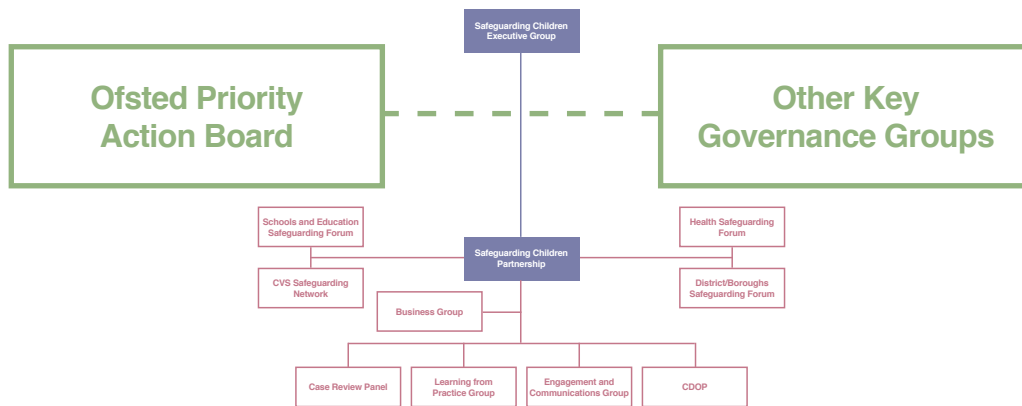 Safeguarding Children
Executive Group
Ofsted Priority
Action Board
Other Key
Governance Groups
Schools and Education
Safeguarding Forum
Health Safeguarding
Forum
Safeguarding Children
Partnership
CVS Safeguarding
Network
District/Boroughs
Safeguarding Forum
Business Group
Case Review Panel
Learning from
Practice Group
Engagement and
Communications Group
CDOP